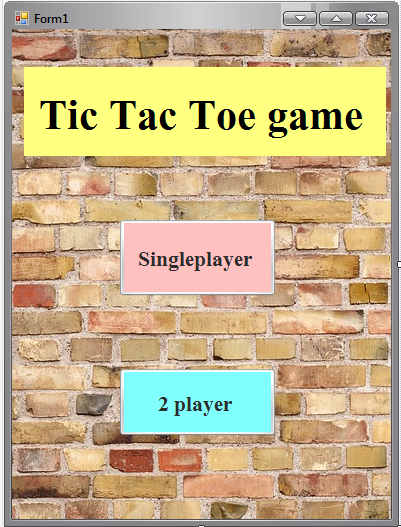 Form1
Tic Tac Toe game
Singleplayer
2 player